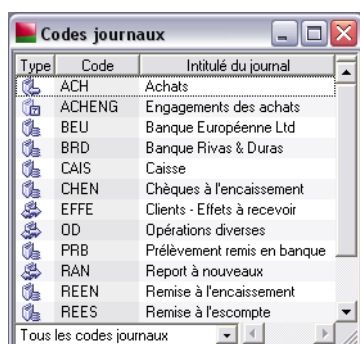 Codes journaux
Type Code Intitulé du journal
ACH Achats
ACHENG Engagements des achats
BEU Banque Européenne Ltd
BRD Banque Rivas & Duras
CAIS Caisse
CHEN Chèques à l'encaissement
EFFE Clients - Effets à recevoir
OD Opérations diverses
PRB Prélèvement remis en banque
RAN Report à nouveaux
REEN Remise à l'encaissement
REES Remise à l'escompte
Tous les codes journaux